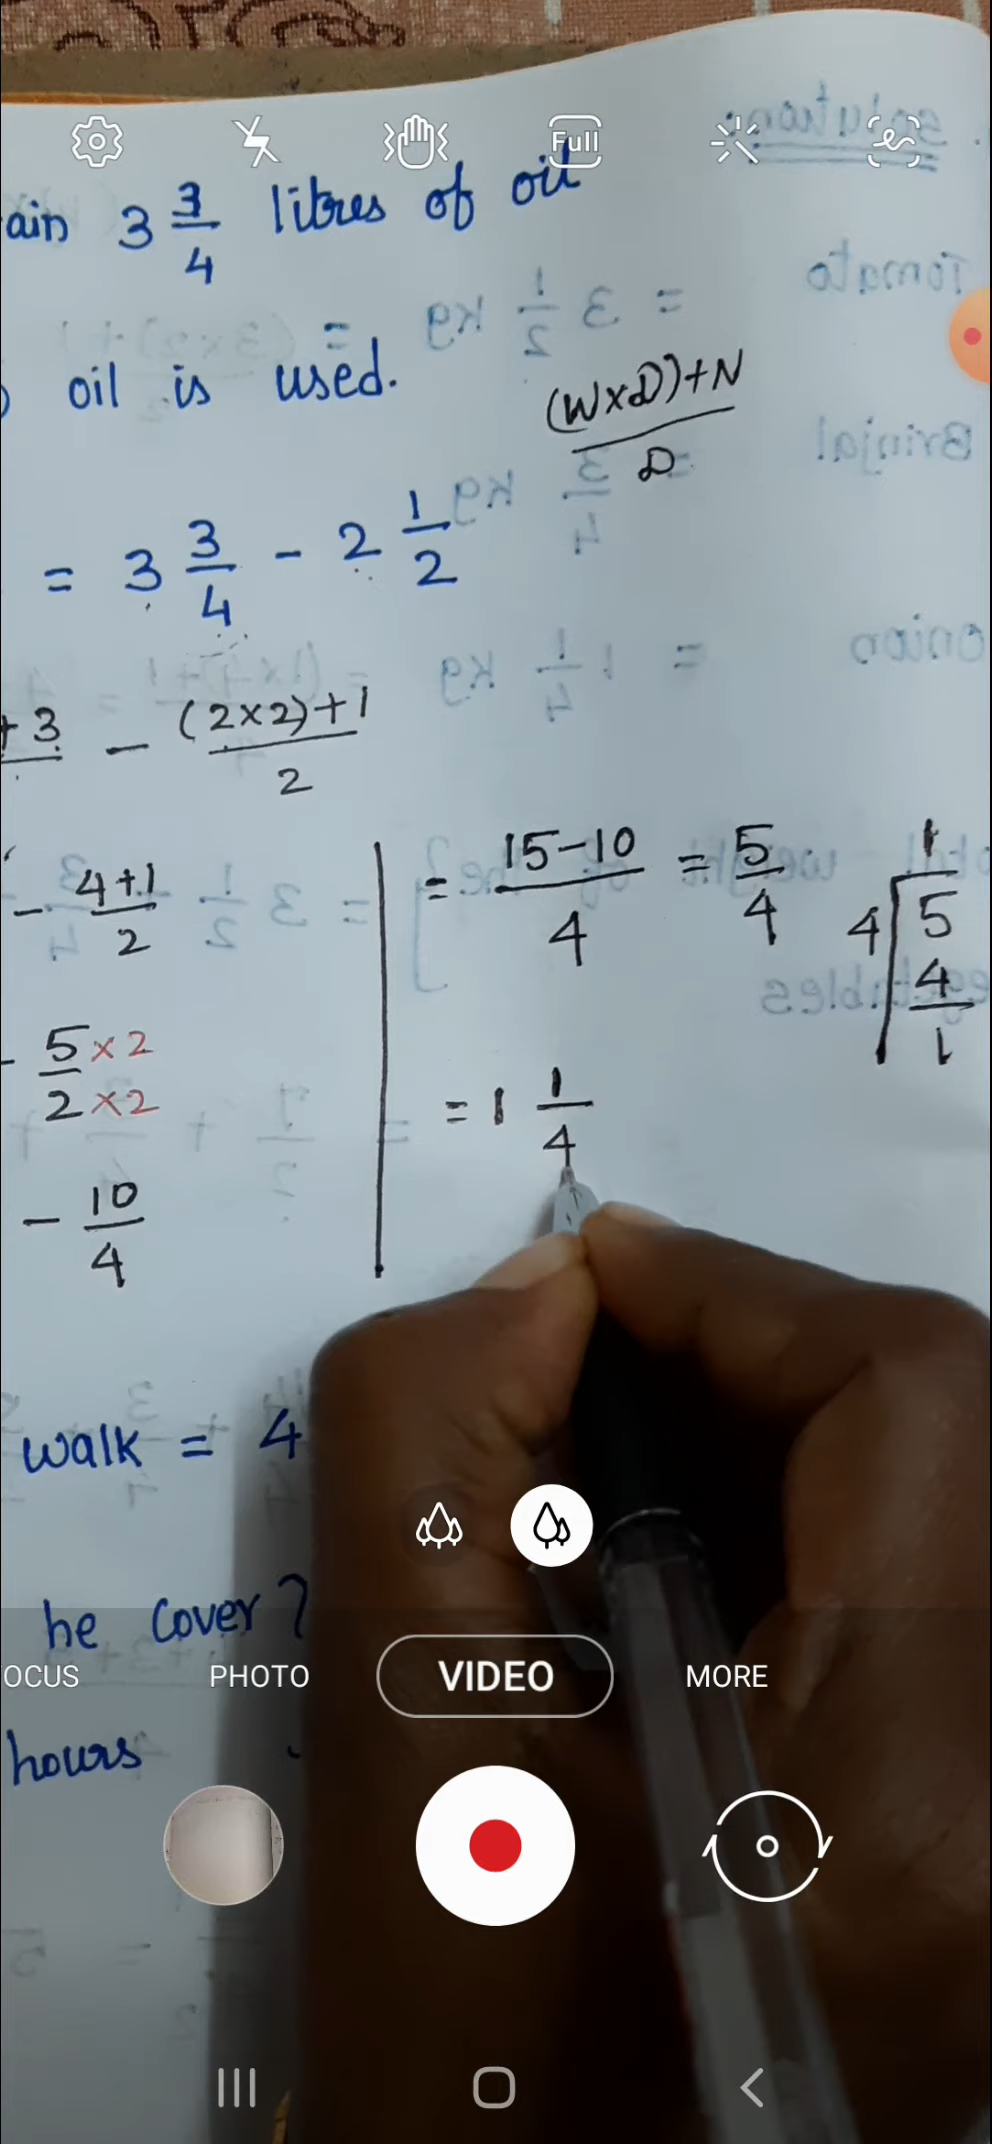 Full
ain 3 3/4 litres of oil
oil is used.
(W×D)+N
D
= 3 3/4 - 2 1/2
+3 - (2×2)+1
2
- 4+1/2
= 15-10/4 = 5/4
1
4 5
4
1
- 5×2
2×2
= 1 1/4
- 10/4
walk = 4
he cover?
OCUS PHOTO VIDEO MORE
hours